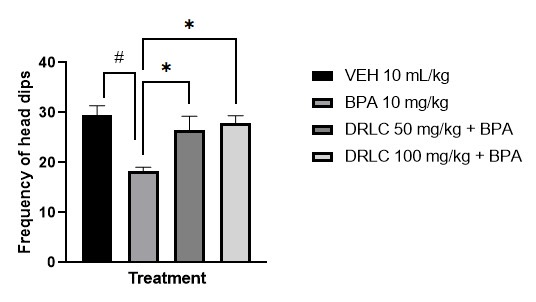 *
#
*
40
30
20
10
0
Frequency of head dips
Treatment
VEH 10 mL/kg
BPA 10 mg/kg
DRLC 50 mg/kg + BPA
DRLC 100 mg/kg + BPA